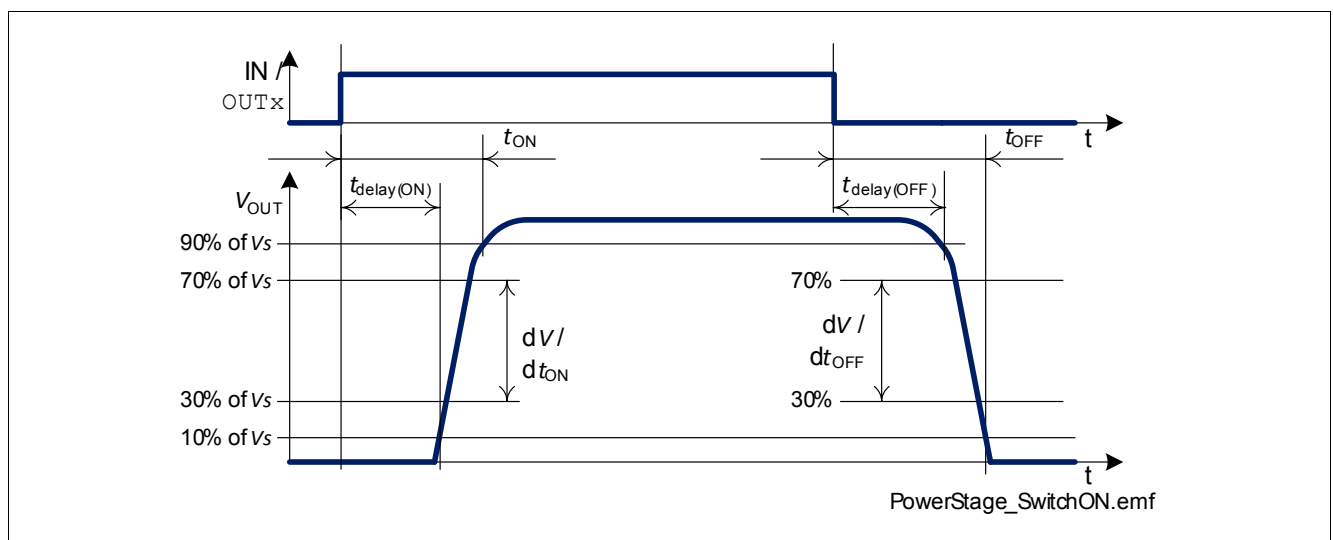 IN /
OUTx
t
tON
tOFF
tdelay(ON)
tdelay(OFF)
VOUT
90% of Vs
70% of Vs
70%
dV /
dtON
dV /
dtOFF
30% of Vs
30%
10% of Vs
t
PowerStage_SwitchON.emf